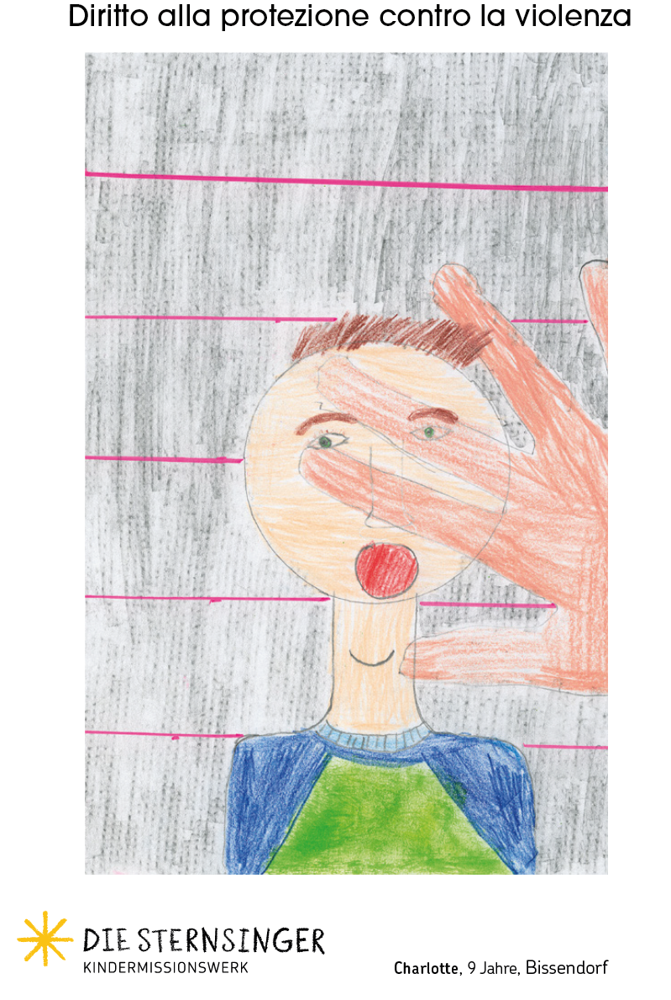 Diritto alla protezione contro la violenza
DIE STERNSINGER
KINDERMISSIONSWERK
Charlotte, 9 Jahre, Bissendorf